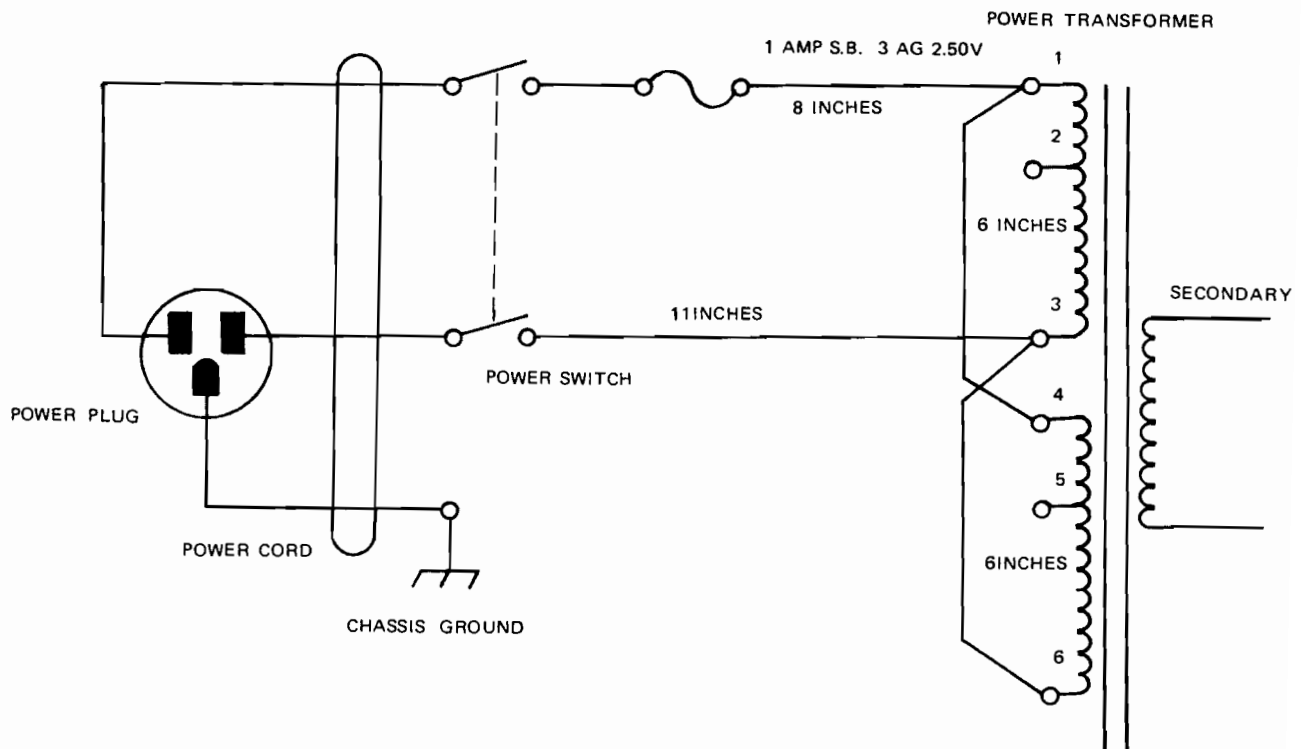 POWER TRANSFORMER
1 AMP S.B. 3 AG 2.50V
1
8 INCHES
2
6 INCHES
3
SECONDARY
11INCHES
POWER SWITCH
4
POWER PLUG
5
POWER CORD
6INCHES
CHASSIS GROUND
6